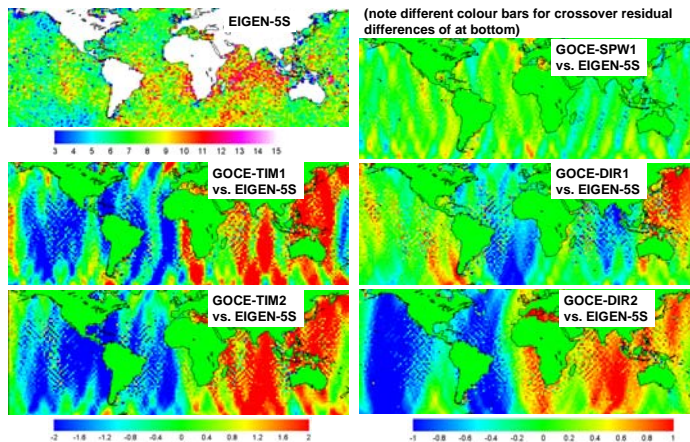 EIGEN-5S
3 4 5 6 7 8 9 10 11 12 13 14 15
(note different colour bars for crossover residual
differences of at bottom)
GOCE-SPW1
vs. EIGEN-5S
GOCE-TIM1
vs. EIGEN-5S
GOCE-DIR1
vs. EIGEN-5S
GOCE-TIM2
vs. EIGEN-5S
GOCE-DIR2
vs. EIGEN-5S
-2 -1.6 -1.2 -0.8 -0.4 0 0.4 0.8 1.2 1.6 2
-1 -0.8 -0.6 -0.4 -0.2 0 0.2 0.4 0.6 0.8 1